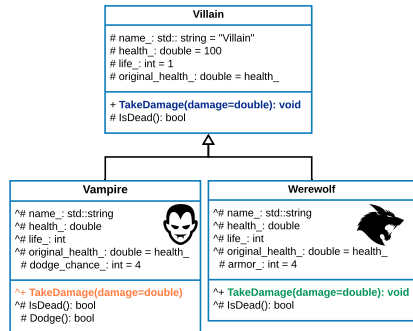 Villain
# name_: std:: string = "Villain"
# health_: double = 100
# life_: int = 1
# original_health_: double = health_
+ TakeDamage(damage=double): void
# IsDead(): bool
Vampire
^# name_: std::string
^# health_: double
^# life_: int
^# original_health_: double = health_
# dodge_chance_: int = 4
^+ TakeDamage(damage=double)
^# IsDead(): bool
# Dodge(): bool
Werewolf
^# name_: std::string
^# health_: double
^# life_: int
^# original_health_: double = health_
# armor_: int = 4
^+ TakeDamage(damage=double): void
^# IsDead(): bool